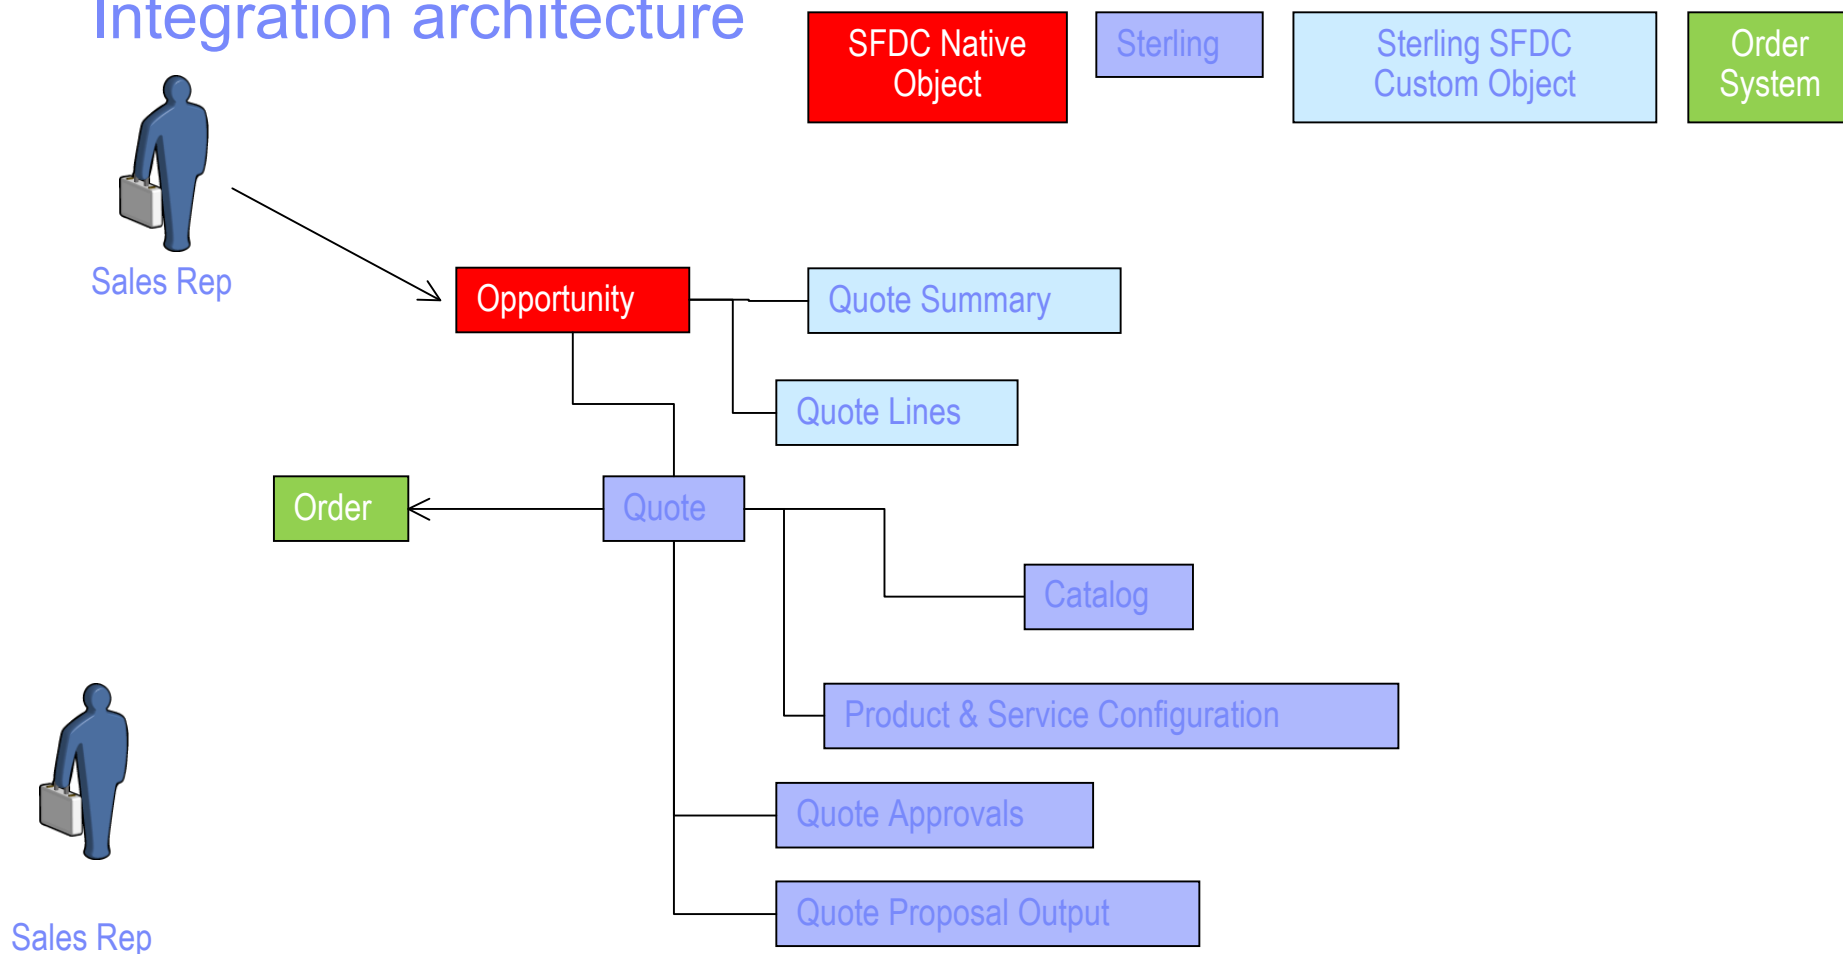 Integration architecture
SFDC Native
Object
Sterling
Sterling SFDC
Custom Object
Order
System
Sales Rep
Opportunity
Quote Summary
Quote Lines
Order
Quote
Catalog
Product & Service Configuration
Quote Approvals
Quote Proposal Output
Sales Rep